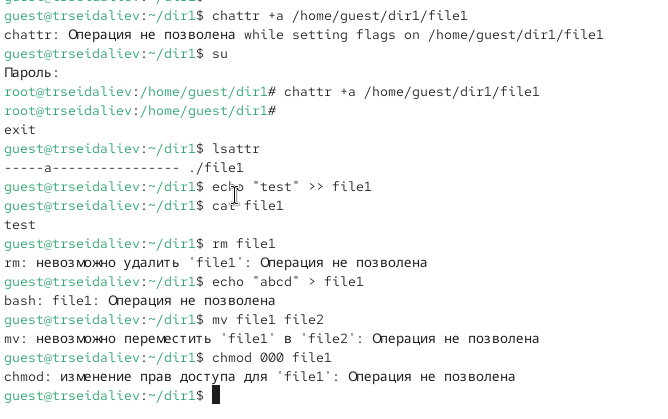 guest@trseidaliev:~/dir1$ chattr +a /home/guest/dir1/file1
chattr: Операция не позволена while setting flags on /home/guest/dir1/file1
guest@trseidaliev:~/dir1$ su
Пароль:
root@trseidaliev:/home/guest/dir1# chattr +a /home/guest/dir1/file1
root@trseidaliev:/home/guest/dir1#
exit
guest@trseidaliev:~/dir1$ lsattr
-----a---------------- ./file1
guest@trseidaliev:~/dir1$ echo "test" >> file1
guest@trseidaliev:~/dir1$ cat file1
test
guest@trseidaliev:~/dir1$ rm file1
rm: невозможно удалить 'file1': Операция не позволена
guest@trseidaliev:~/dir1$ echo "abcd" > file1
bash: file1: Операция не позволена
guest@trseidaliev:~/dir1$ mv file1 file2
mv: невозможно переместить 'file1' в 'file2': Операция не позволена
guest@trseidaliev:~/dir1$ chmod 000 file1
chmod: изменение прав доступа для 'file1': Операция не позволена
guest@trseidaliev:~/dir1$